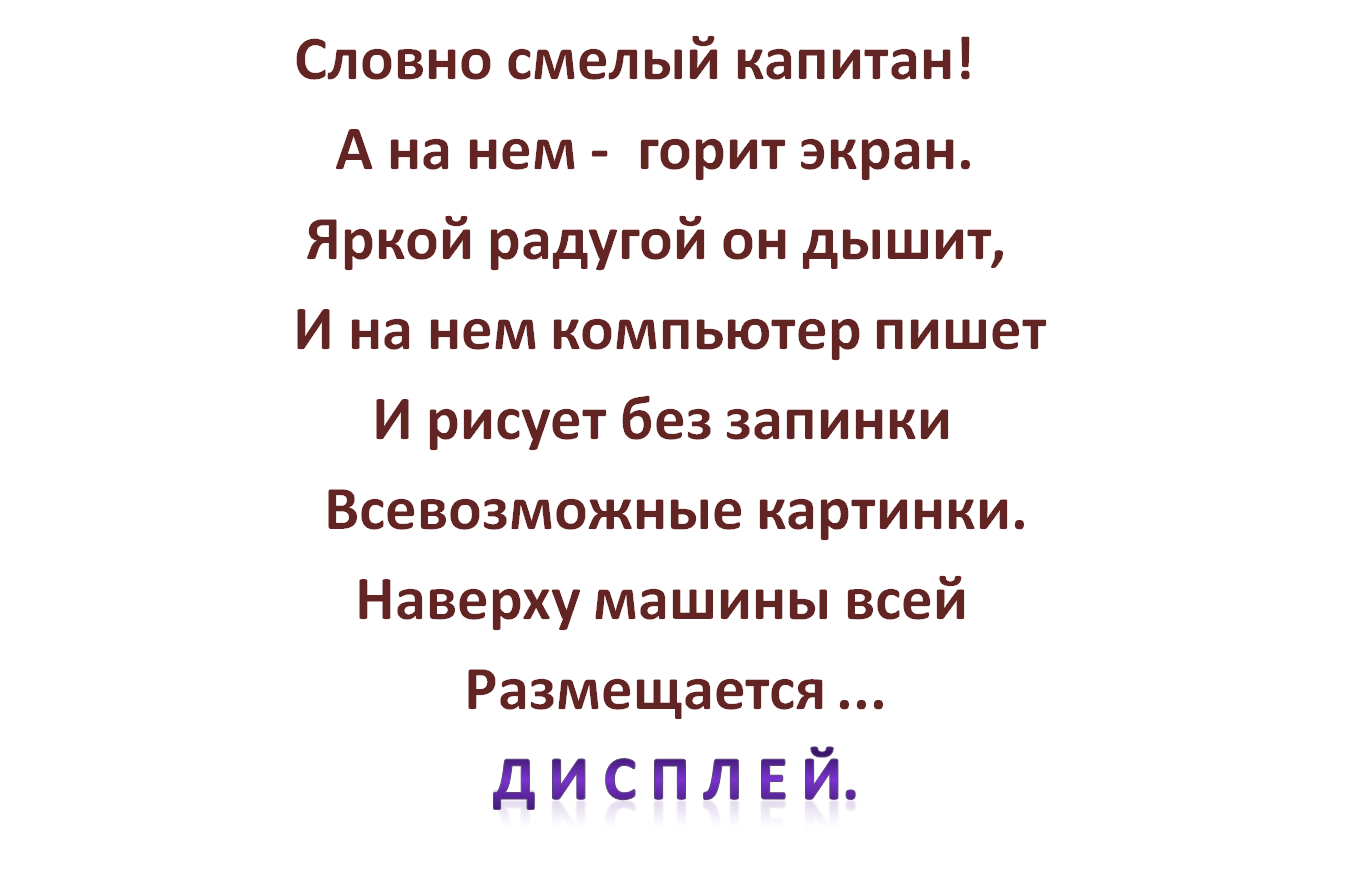 Словно смелый капитан!
А на нем - горит экран.
Яркой радугой он дышит,
И на нем компьютер пишет
И рисует без запинки
Всевозможные картинки.
Наверху машины всей
Размещается ...
Д И С П Л Е Й.